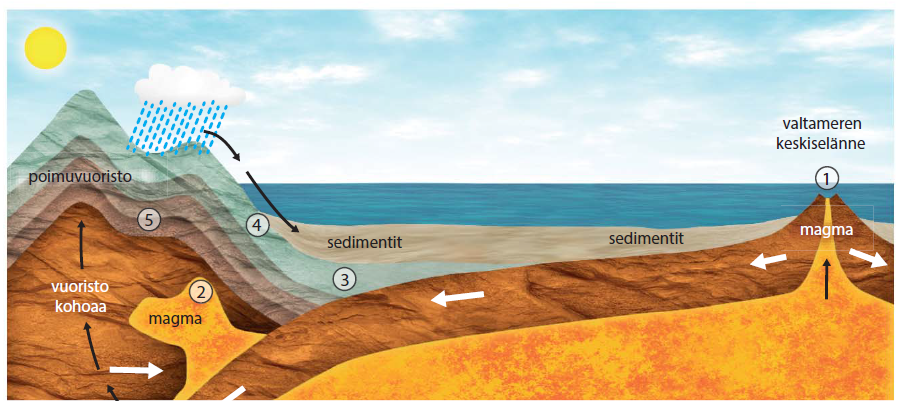 valtameren
keskiselänne
1
poimuvuoristo
5
4
magma
sedimentit
sedimentit
3
vuoristo
kohoaa
2
magma